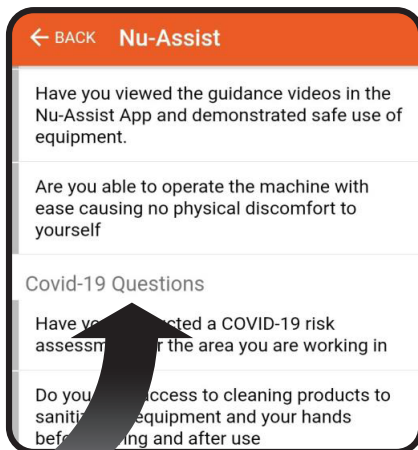 ← BACK Nu-Assist
Have you viewed the guidance videos in the
Nu-Assist App and demonstrated safe use of
equipment.
Are you able to operate the machine with
ease causing no physical discomfort to
yourself
Covid-19 Questions
Have cted a COVID-19 risk
assessm the area you are working in
Do you access to cleaning products to
saniti equipment and your hands
befo ing and after use